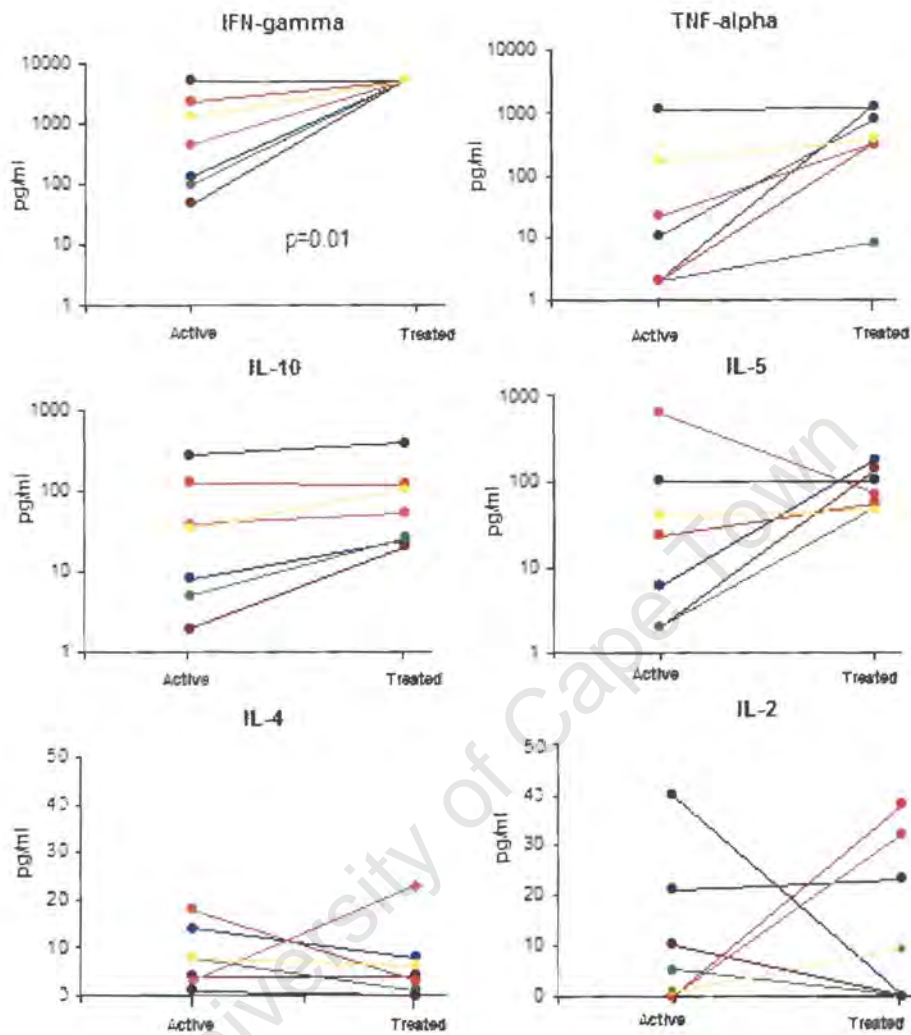 IFN-gamma
10000
1000
100
10
1
pg/ml
p=0.01
Active Treated
TNF-alpha
10000
1000
100
10
1
pg/ml
Active Treated
IL-10
1000
100
10
1
pg/ml
Active Treated
IL-5
1000
100
10
1
pg/ml
Active Treated
IL-4
50
40
30
20
10
0
pg/ml
Active Treated
IL-2
50
40
30
20
10
0
pg/ml
Active Treated
University of Cape Town